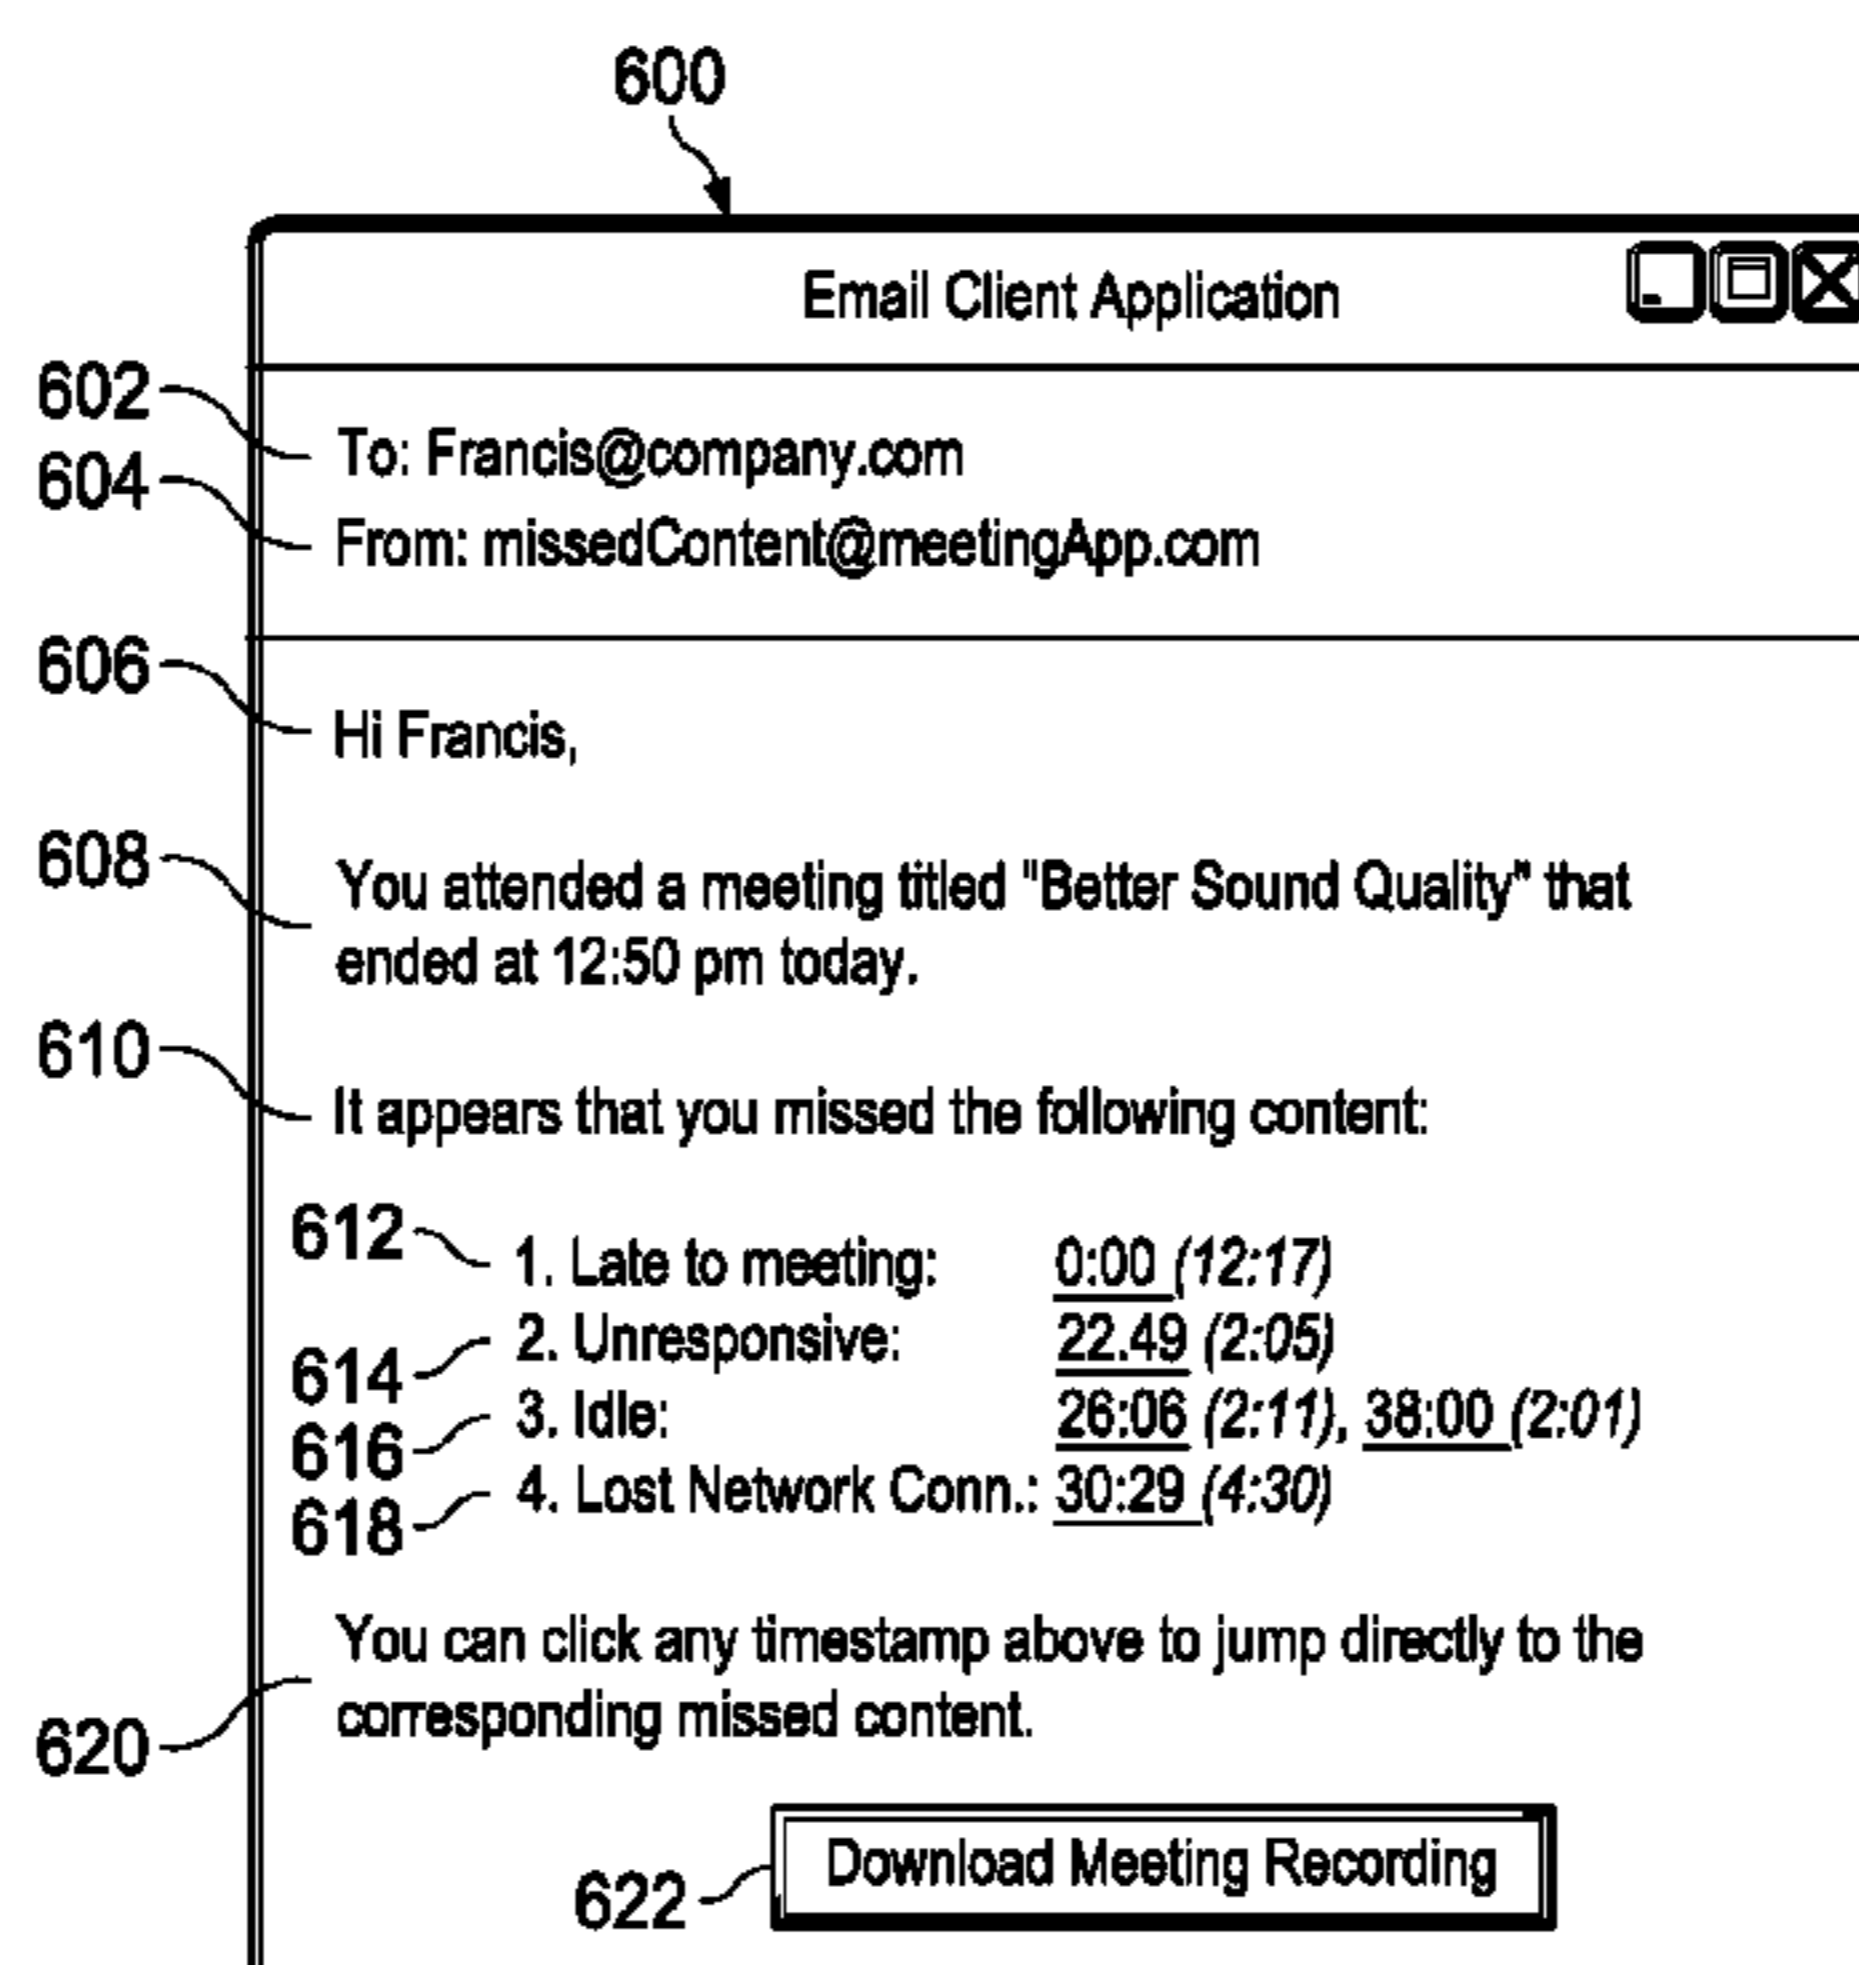 600
Email Client Application
602
To: Francis@company.com
604
From: missedContent@meetingApp.com
606
Hi Francis,
608
You attended a meeting titled "Better Sound Quality" that
ended at 12:50 pm today.
610
It appears that you missed the following content:
612
1. Late to meeting: 0:00 (12:17)
614
2. Unresponsive: 22.49 (2:05)
616
3. Idle: 26:06 (2:11), 38:00 (2:01)
618
4. Lost Network Conn.: 30:29 (4:30)
620
You can click any timestamp above to jump directly to the
corresponding missed content.
622
Download Meeting Recording